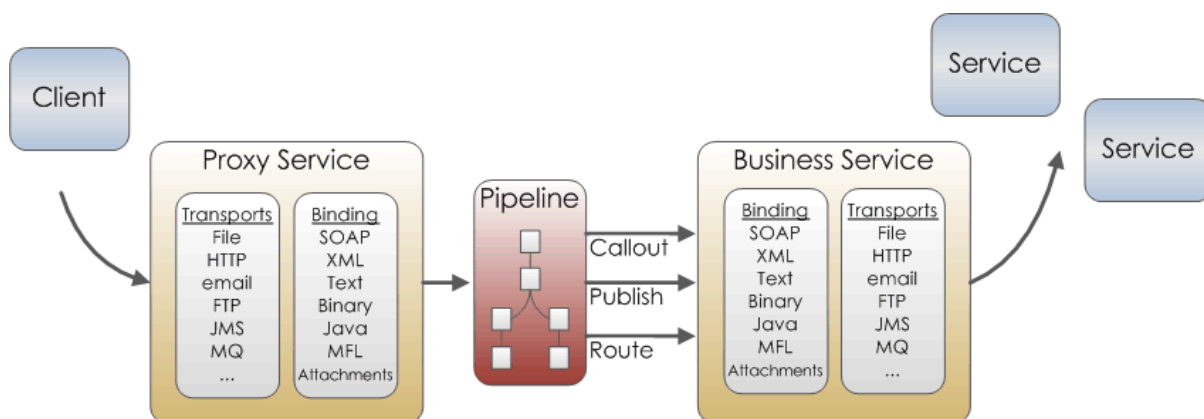 Client
Proxy Service
Transports
File
HTTP
email
FTP
JMS
MQ
...
Binding
SOAP
XML
Text
Binary
Java
MFL
Attachments
Pipeline
Callout
Publish
Route
Business Service
Binding
SOAP
XML
Text
Binary
Java
MFL
Attachments
Transports
File
HTTP
email
FTP
JMS
MQ
...
Service
Service